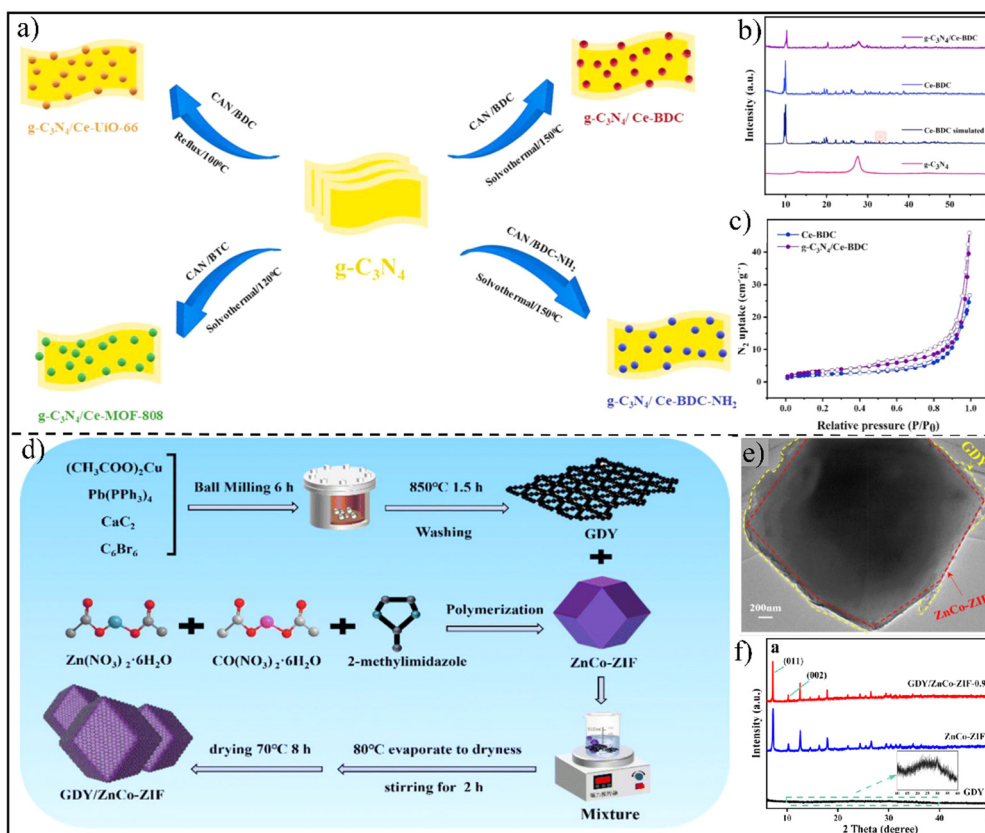 a)
g-C₃N₄/Ce-UiO-66
CAN/BDC
Reflux/100⁰C
CAN/BDC
Solvothermal/150⁰C
g-C₃N₄/ Ce-BDC
g-C₃N₄
CAN/BTC
Solvothermal/120⁰C
g-C₃N₄/Ce-MOF-808
CAN/BDC-NH₂
Solvothermal/150⁰C
g-C₃N₄/ Ce-BDC-NH₂
b)
Intensity (a.u.)
g-C₃N₄/Ce-BDC
Ce-BDC
Ce-BDC simulated
g-C₃N₄
10 20 30 40 50
c)
Ce-BDC
g-C₃N₄/Ce-BDC
N₂ uptake (cm³g⁻¹)
50
40
30
20
10
0
0.0 0.2 0.4 0.6 0.8 1.0
Relative pressure (P/P₀)
d)
(CH₃COO)₂Cu
Pb(PPh₃)₄
CaC₂
C₆Br₆
Ball Milling 6 h
850℃ 1.5 h
Washing
GDY
+
Zn(NO₃)₂·6H₂O
+
CO(NO₃)₂·6H₂O
+
2-methylimidazole
Polymerization
ZnCo-ZIF
Mixture
80℃ evaporate to dryness
stirring for 2 h
drying 70℃ 8 h
GDY/ZnCo-ZIF
e)
GDY
ZnCo-ZIF
200nm
f)
a
(011)
(002)
GDY/ZnCo-ZIF-0.9
ZnCo-ZIF
GDY
Intensity (a.u.)
10 20 30 40
2 Theta (degree)